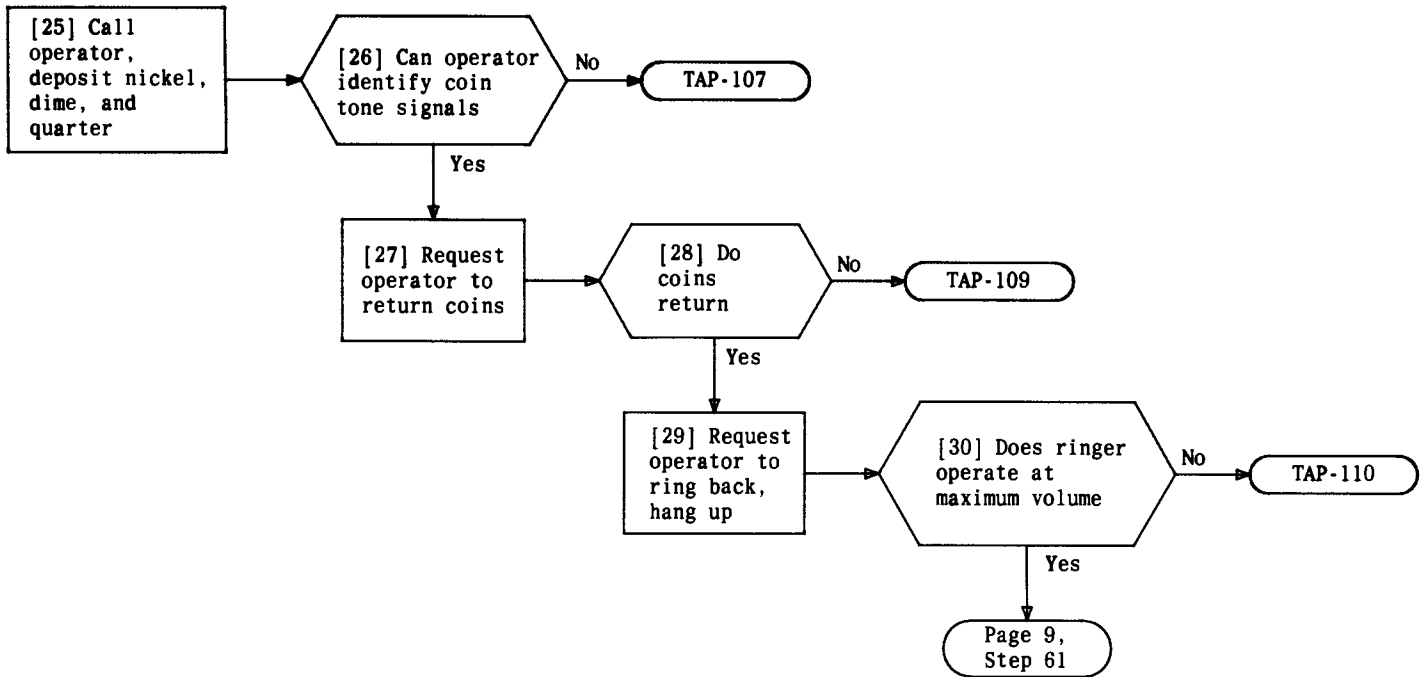 [25] Call
operator,
deposit nickel,
dime, and
quarter
[26] Can operator
identify coin
tone signals
No
TAP-107
Yes
[27] Request
operator to
return coins
[28] Do
coins
return
No
TAP-109
Yes
[29] Request
operator to
ring back,
hang up
[30] Does ringer
operate at
maximum volume
No
TAP-110
Yes
Page 9,
Step 61